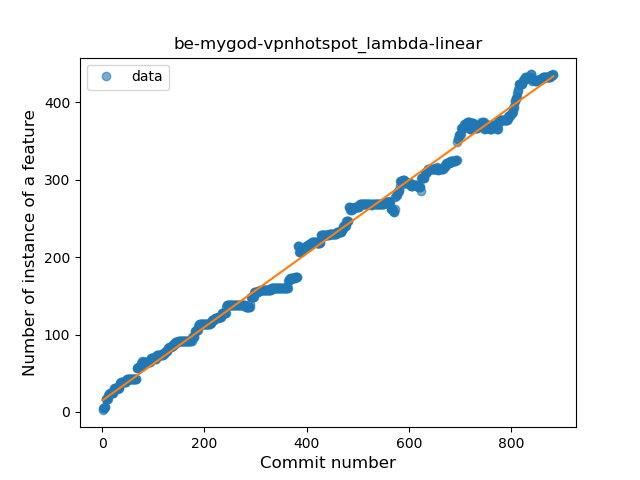 be-mygod-vpnhotspot_lambda-linear
data
Number of instance of a feature
400
300
200
100
0
0 200 400 600 800
Commit number